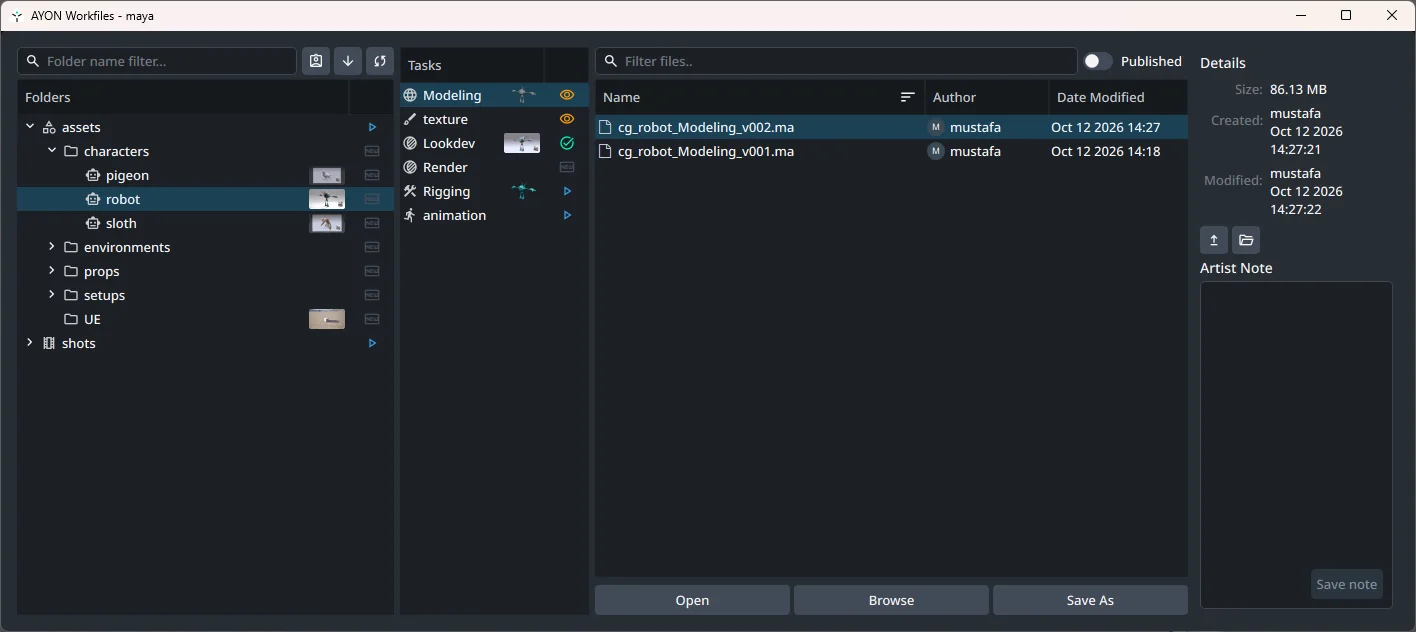 AYON Workfiles - maya
Folder name filter...
Folders
assets
characters
pigeon
robot
sloth
environments
props
setups
UE
shots
Tasks
Modeling
texture
Lookdev
Render
Rigging
animation
Filter files..
Published
Name Author Date Modified
cg_robot_Modeling_v002.ma M mustafa Oct 12 2026 14:27
cg_robot_Modeling_v001.ma M mustafa Oct 12 2026 14:18
Open Browse Save As
Details
Size: 86.13 MB
Created: mustafa
Oct 12 2026
14:27:21
Modified: mustafa
Oct 12 2026
14:27:22
Artist Note
Save note